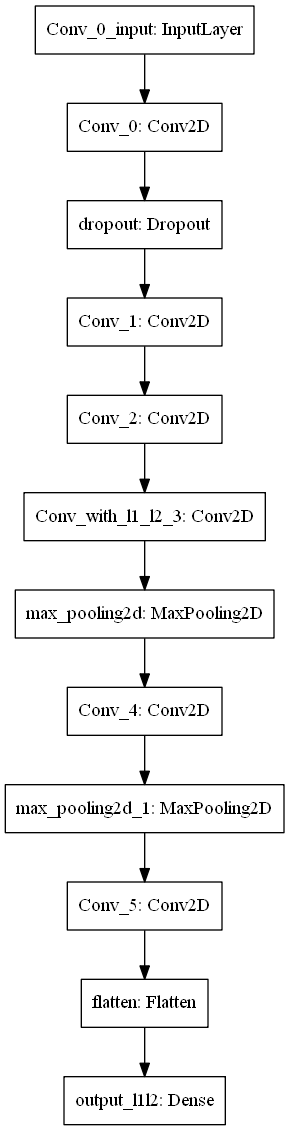 Conv_0_input: InputLayer
Conv_0: Conv2D
dropout: Dropout
Conv_1: Conv2D
Conv_2: Conv2D
Conv_with_l1_l2_3: Conv2D
max_pooling2d: MaxPooling2D
Conv_4: Conv2D
max_pooling2d_1: MaxPooling2D
Conv_5: Conv2D
flatten: Flatten
output_l1l2: Dense